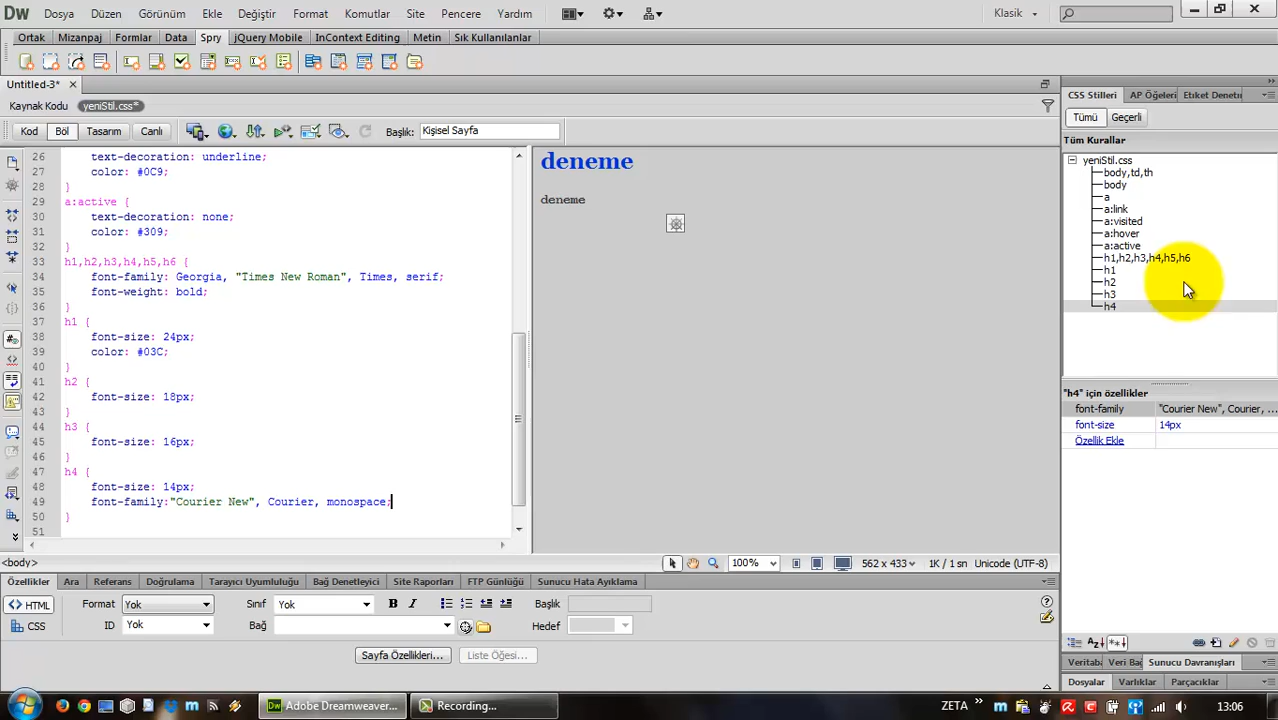 Dw Dosya Düzen Görünüm Ekle Değiştir Format Komutlar Site Pencere Yardım Klasik
Ortak Mizanpaj Formlar Data Spry jQuery Mobile InContext Editing Metin Sık Kullanılanlar
Untitled-3*
Kaynak Kodu yeniStil.css*
Kod Böl Tasarım Canlı Başlık: Kişisel Sayfa
26 text-decoration: underline;
27 color: #0C9;
28 }
29 a:active {
30 text-decoration: none;
31 color: #309;
32 }
33 h1,h2,h3,h4,h5,h6 {
34 font-family: Georgia, "Times New Roman", Times, serif;
35 font-weight: bold;
36 }
37 h1 {
38 font-size: 24px;
39 color: #03C;
40 }
41 h2 {
42 font-size: 18px;
43 }
44 h3 {
45 font-size: 16px;
46 }
47 h4 {
48 font-size: 14px;
49 font-family:"Courier New", Courier, monospace;
50 }
51
deneme
deneme
CSS Stilleri AP Öğeleri Etiket Denetir
Tümü Geçerli
Tüm Kurallar
yeniStil.css
body,td,th
body
a
a:link
a:visited
a:hover
a:active
h1,h2,h3,h4,h5,h6
h1
h2
h3
h4
"h4" için özellikler
font-family "Courier New", Courier, ...
font-size 14px
Özellik Ekle
<body> 100% 562 x 433 1K / 1 sn Unicode (UTF-8)
Özellikler Ara Referans Doğrulama Tarayıcı Uyumluluğu Bağ Denetleyici Site Raporları FTP Günlüğü Sunucu Hata Ayıklama
<> HTML Format Yok Sınıf Yok B I Başlık
CSS ID Yok Bağ Hedef
Sayfa Özellikleri... Liste Öğesi...
Veritaba Veri Bağ Sunucu Davranışları
Dosyalar Varlıklar Parçacıklar
Adobe Dreamweaver... Recording... ZETA » 13:06